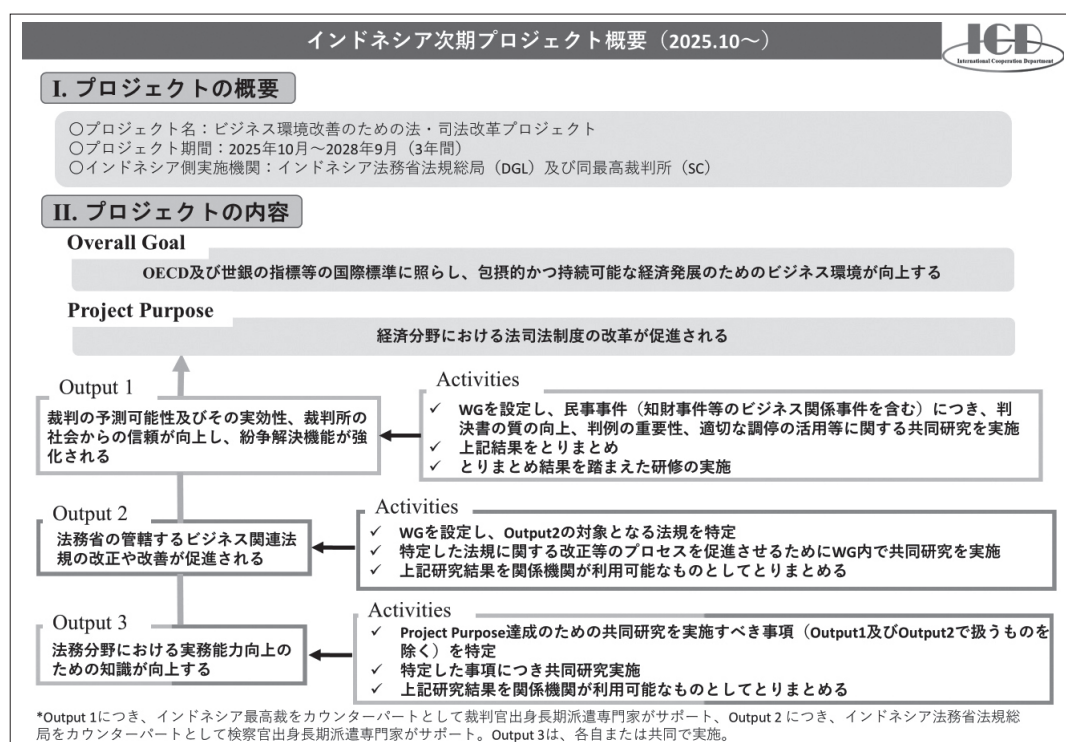 インドネシア次期プロジェクト概要（2025.10～）
ICD
International Cooperation Department
I. プロジェクトの概要
〇プロジェクト名：ビジネス環境改善のための法・司法改革プロジェクト
〇プロジェクト期間：2025年10月～2028年9月（3年間）
〇インドネシア側実施機関：インドネシア法務省法規総局（DGL）及び同最高裁判所（SC）
II. プロジェクトの内容
Overall Goal
OECD及び世銀の指標等の国際標準に照らし、包摂的かつ持続可能な経済発展のためのビジネス環境が向上する
Project Purpose
経済分野における法司法制度の改革が促進される
Output 1
裁判の予測可能性及びその実効性、裁判所の
社会からの信頼が向上し、紛争解決機能が強
化される
Activities
✓ WGを設定し、民事事件（知財事件等のビジネス関係事件を含む）につき、判
決書の質の向上、判例の重要性、適切な調停の活用等に関する共同研究を実施
✓ 上記結果をとりまとめ
✓ とりまとめ結果を踏まえた研修の実施
Output 2
法務省の管轄するビジネス関連法
規の改正や改善が促進される
Activities
✓ WGを設定し、Output2の対象となる法規を特定
✓ 特定した法規に関する改正等のプロセスを促進させるためにWG内で共同研究を実施
✓ 上記研究結果を関係機関が利用可能なものとしてとりまとめる
Output 3
法務分野における実務能力向上の
ための知識が向上する
Activities
✓ Project Purpose達成のための共同研究を実施すべき事項（Output1及びOutput2で扱うものを
除く）を特定
✓ 特定した事項につき共同研究実施
✓ 上記研究結果を関係機関が利用可能なものとしてとりまとめる
*Output 1につき、インドネシア最高裁をカウンターパートとして裁判官出身長期派遣専門家がサポート、Output 2 につき、インドネシア法務省法規総
局をカウンターパートとして検察官出身長期派遣専門家がサポート。Output 3は、各自または共同で実施。